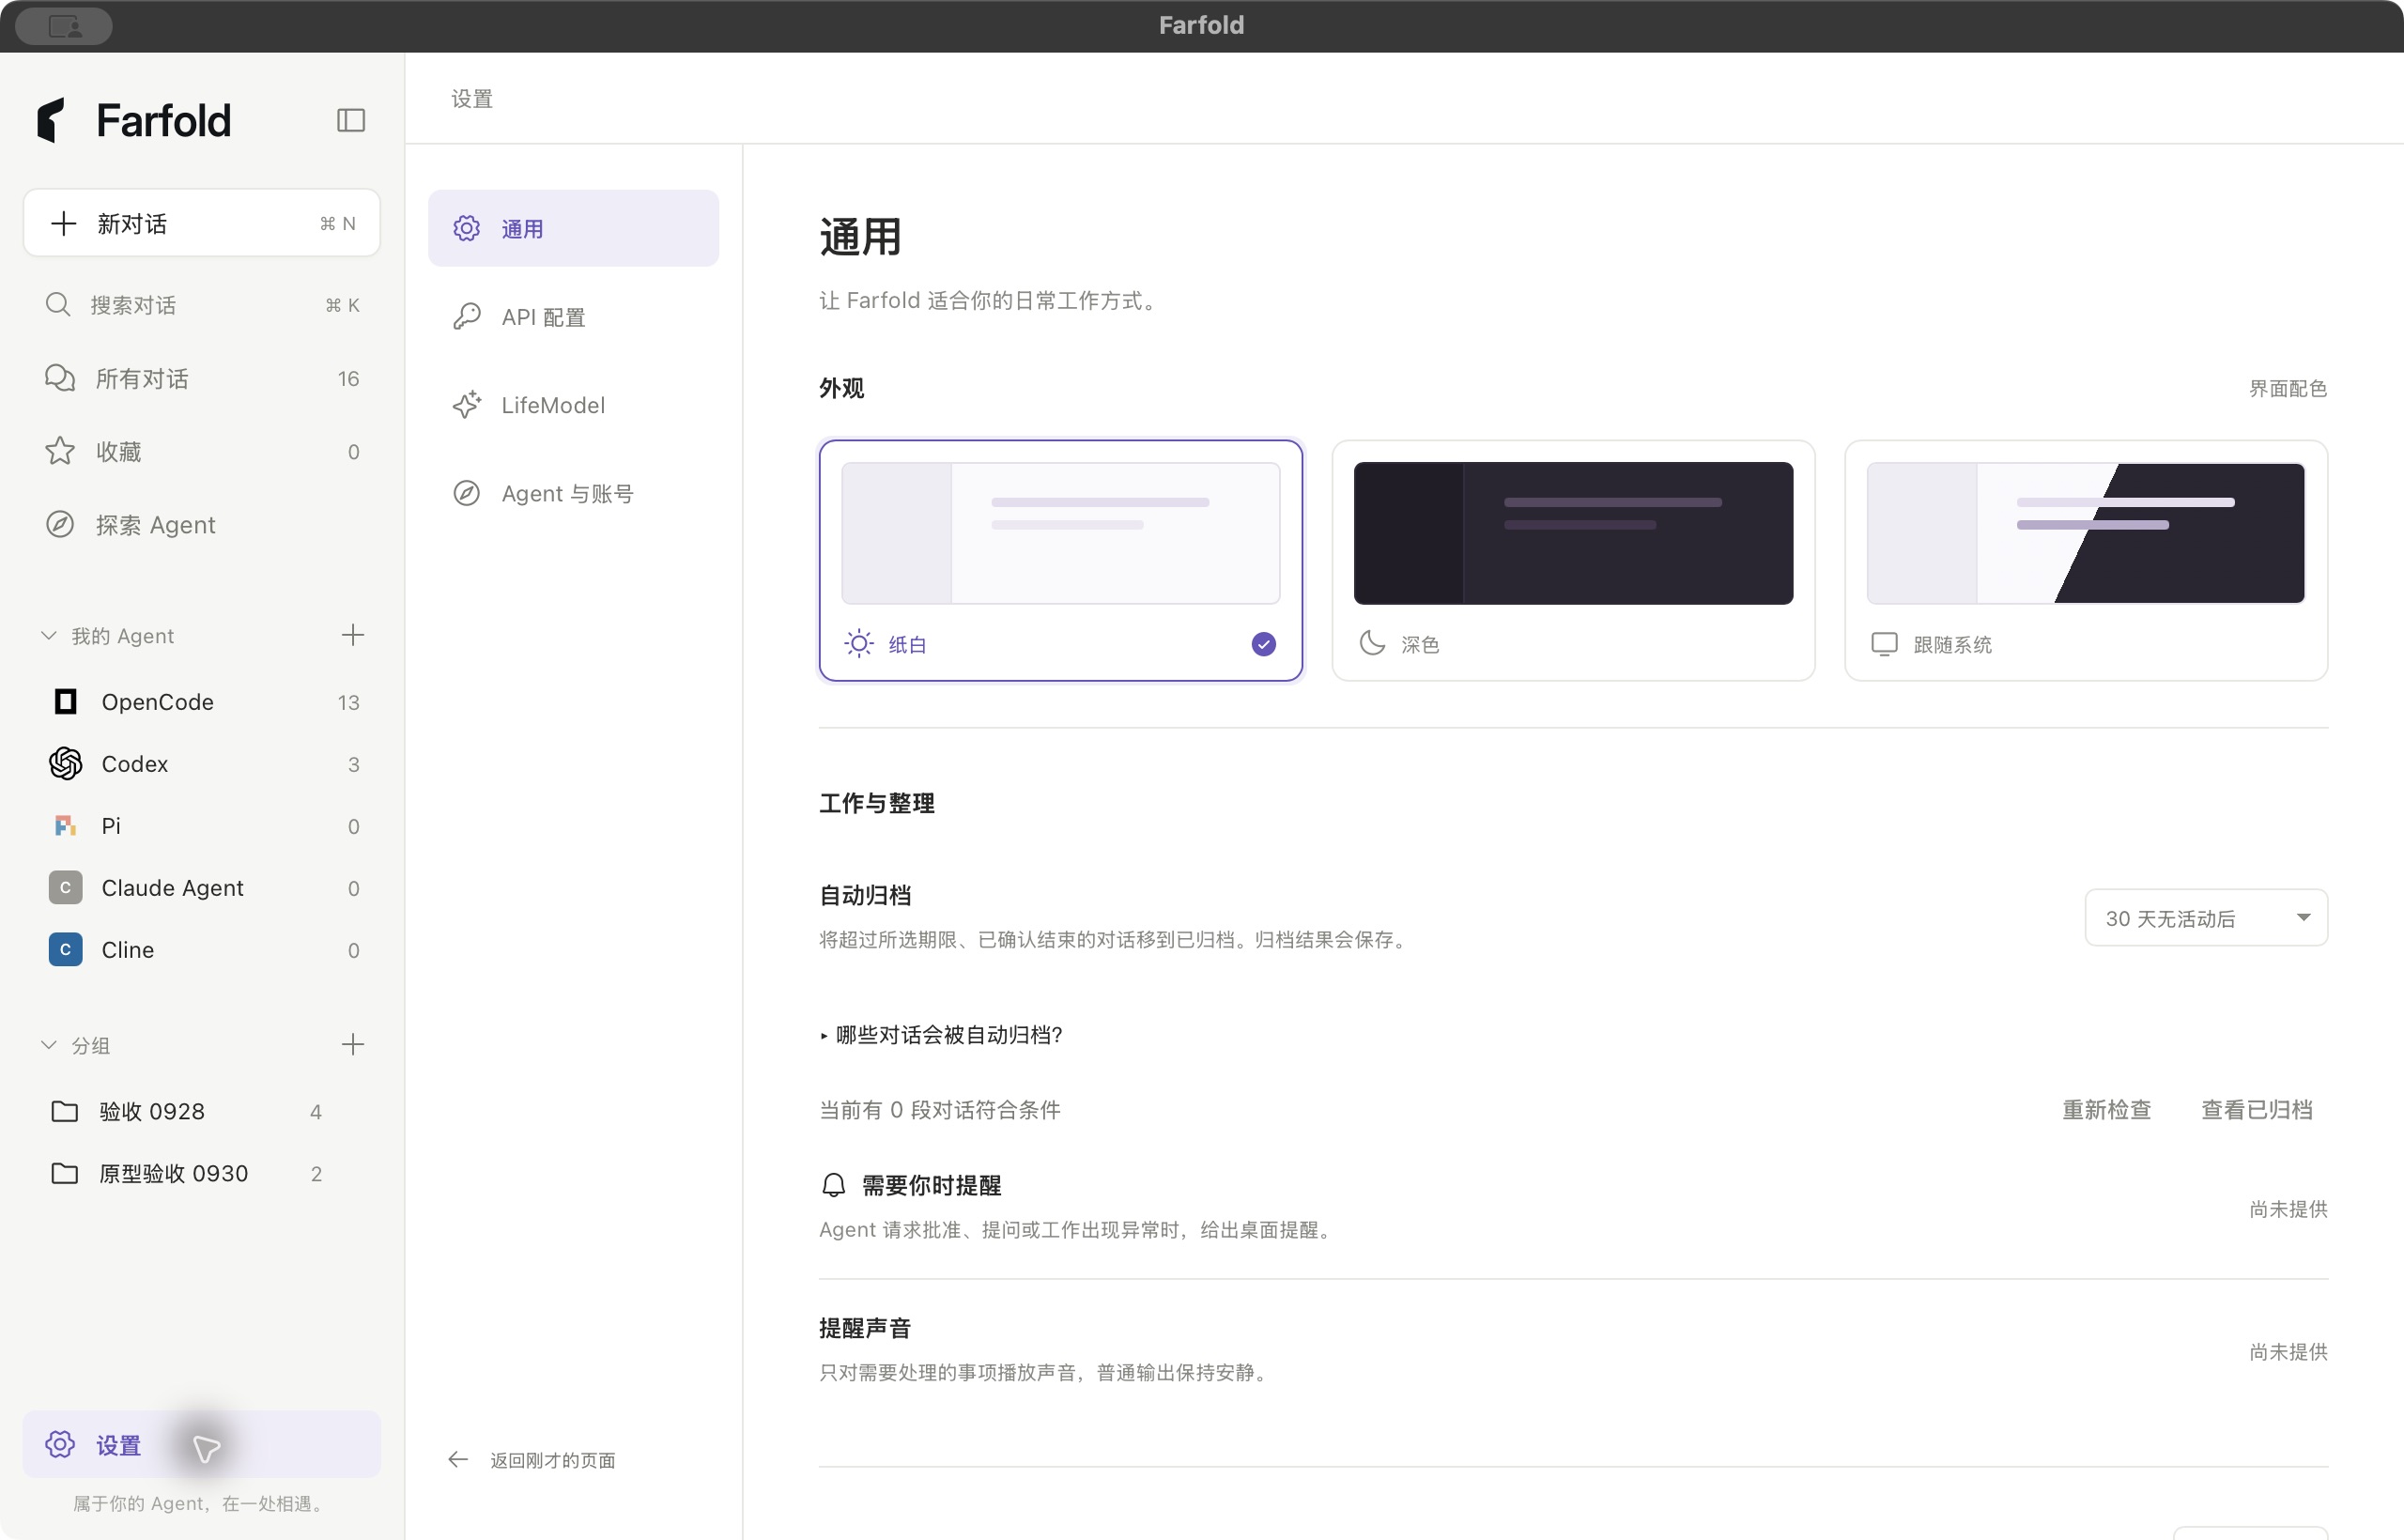 Farfold
Farfold
新对话 ⌘ N
搜索对话 ⌘ K
所有对话 16
收藏 0
探索 Agent
我的 Agent
OpenCode 13
Codex 3
Pi 0
C Claude Agent 0
C Cline 0
分组
验收 0928 4
原型验收 0930 2
设置
属于你的 Agent，在一处相遇。
设置
通用
API 配置
LifeModel
Agent 与账号
返回刚才的页面
通用
让 Farfold 适合你的日常工作方式。
外观 界面配色
纸白
深色
跟随系统
工作与整理
自动归档
将超过所选期限、已确认结束的对话移到已归档。归档结果会保存。
30 天无活动后
哪些对话会被自动归档？
当前有 0 段对话符合条件 重新检查 查看已归档
需要你时提醒
Agent 请求批准、提问或工作出现异常时，给出桌面提醒。
尚未提供
提醒声音
只对需要处理的事项播放声音，普通输出保持安静。
尚未提供